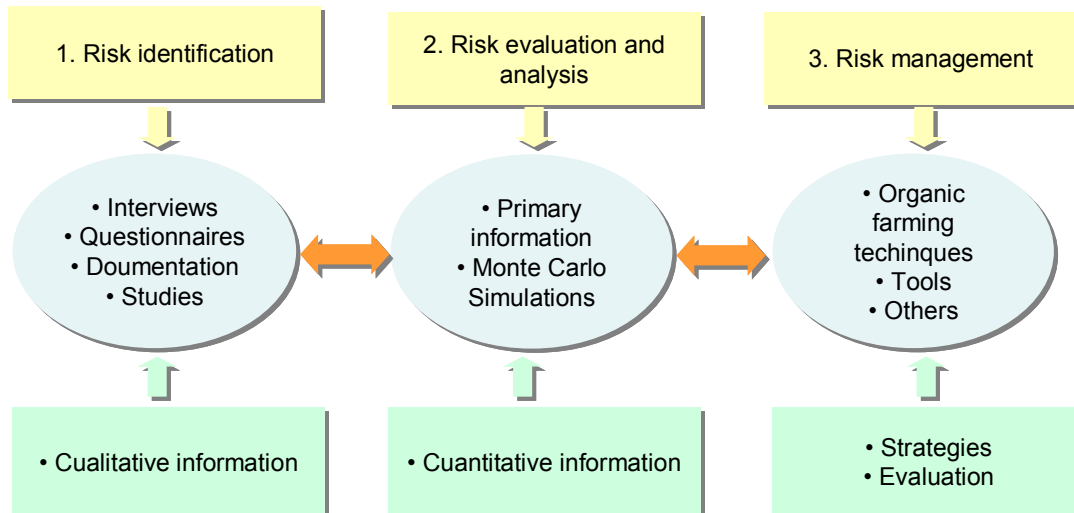 1. Risk identification
2. Risk evaluation and
analysis
3. Risk management
• Interviews
• Questionnaires
• Doumentation
• Studies
• Primary
information
• Monte Carlo
Simulations
• Organic
farming
techinques
• Tools
• Others
• Cualitative information
• Cuantitative information
• Strategies
• Evaluation